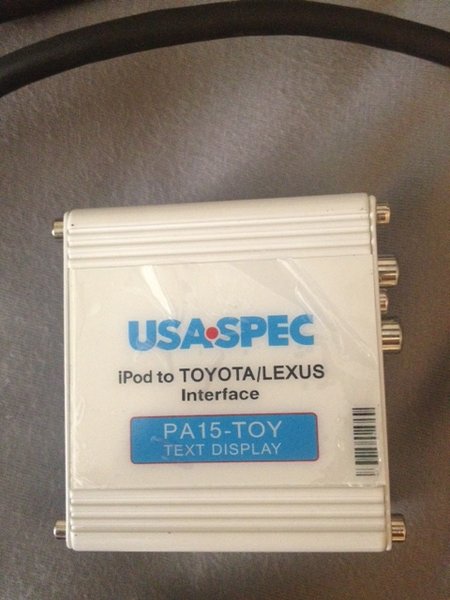 USA SPEC
iPod to TOYOTA/LEXUS
Interface
PA15-TOY
TEXT DISPLAY